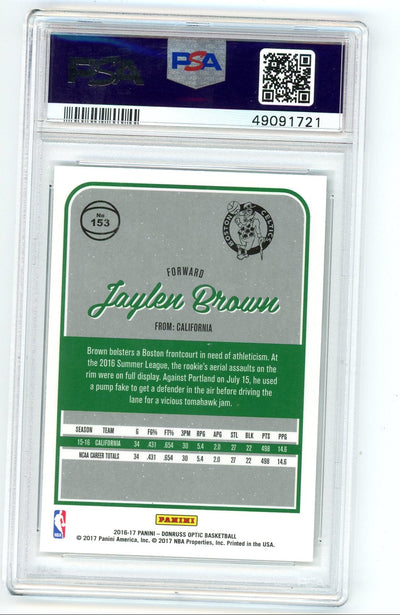 PSA
PSA
49091721
No
153
BOSTON CELTICS
FORWARD
Jaylen Brown
FROM: CALIFORNIA
Brown bolsters a Boston frontcourt in need of athleticism. At
the 2016 Summer League, the rookie's aerial assaults on the
rim were on full display. Against Portland on July 15, he used
a pump fake to get a defender in the air before driving the
lane for a vicious tomahawk jam.
SEASON TEAM G FG% FT% 3PM RPG APG STL BLK PTS PPG
15-16 CALIFORNIA 34 .431 .654 30 5.4 2.0 27 22 498 14.6
NCAA CAREER TOTALS 34 .431 .654 30 5.4 2.0 27 22 498 14.6
PANINI
NBA
2016-17 PANINI – DONRUSS OPTIC BASKETBALL
© 2017 Panini America, Inc. © 2017 NBA Properties, Inc. Printed in the USA.